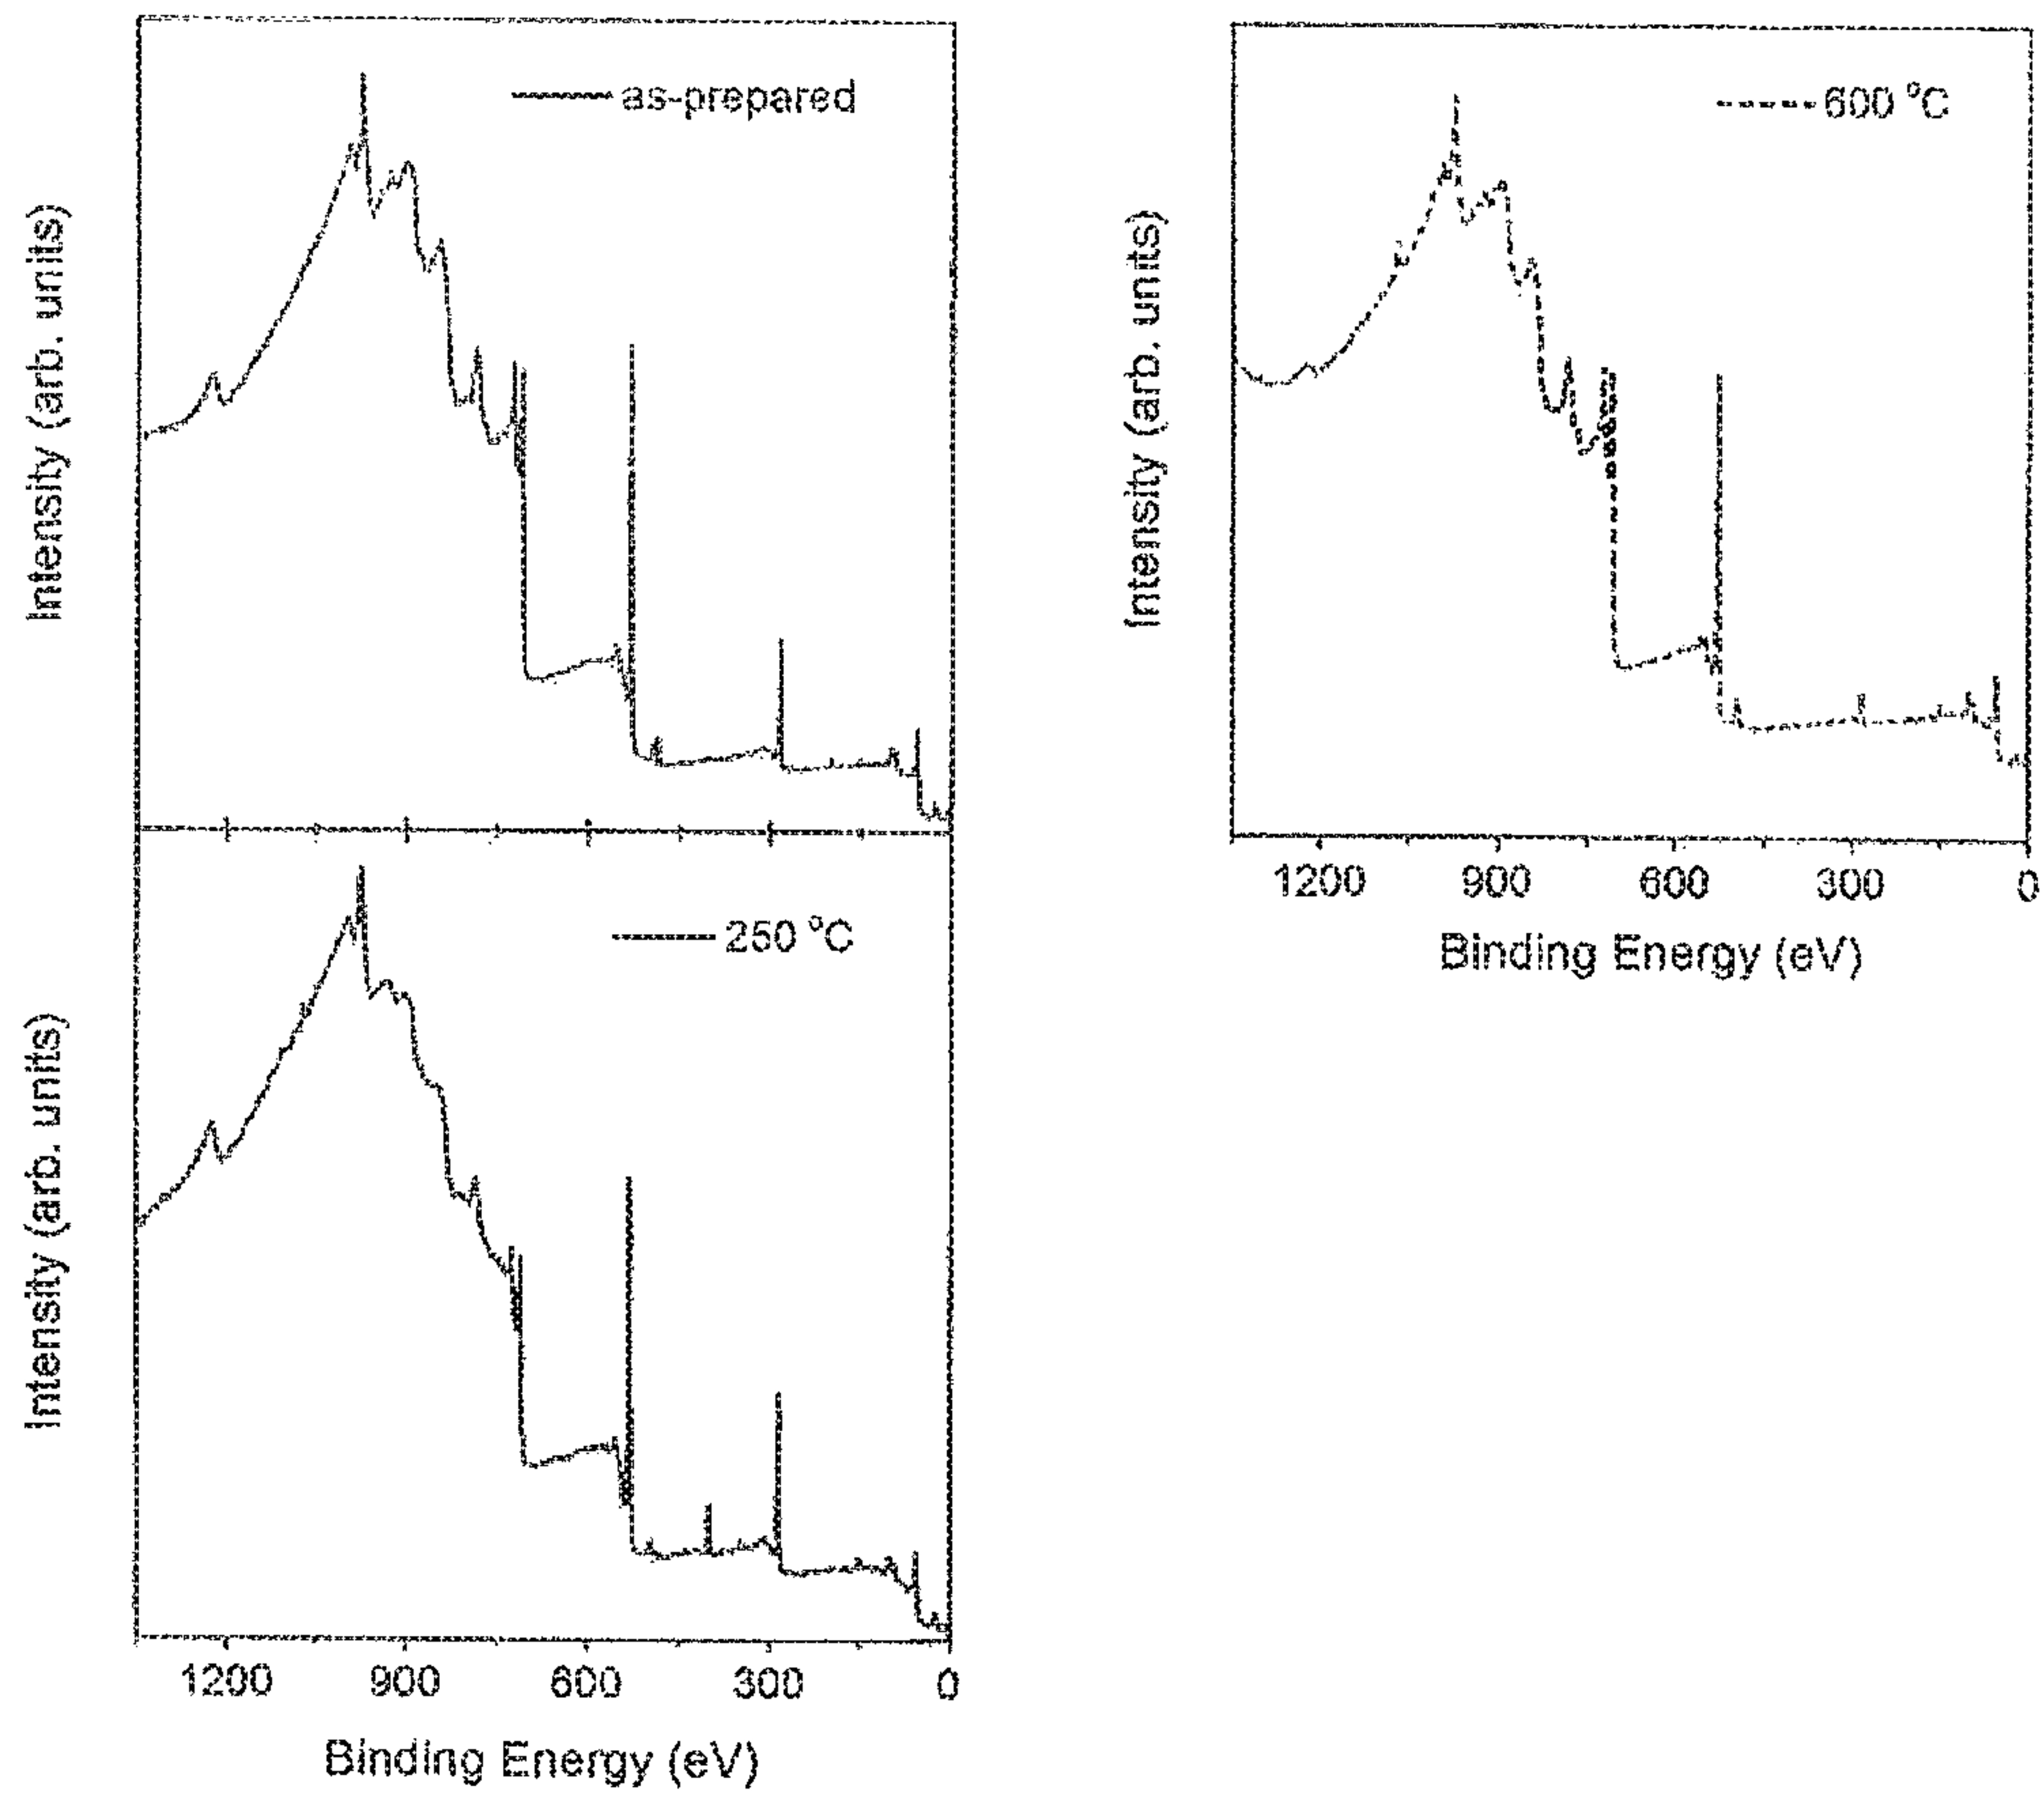 Intensity (arb. units)
as-prepared
Intensity (arb. units)
250 °C
1200 900 600 300 0
Binding Energy (eV)
Intensity (arb. units)
600 °C
1200 900 600 300 0
Binding Energy (eV)